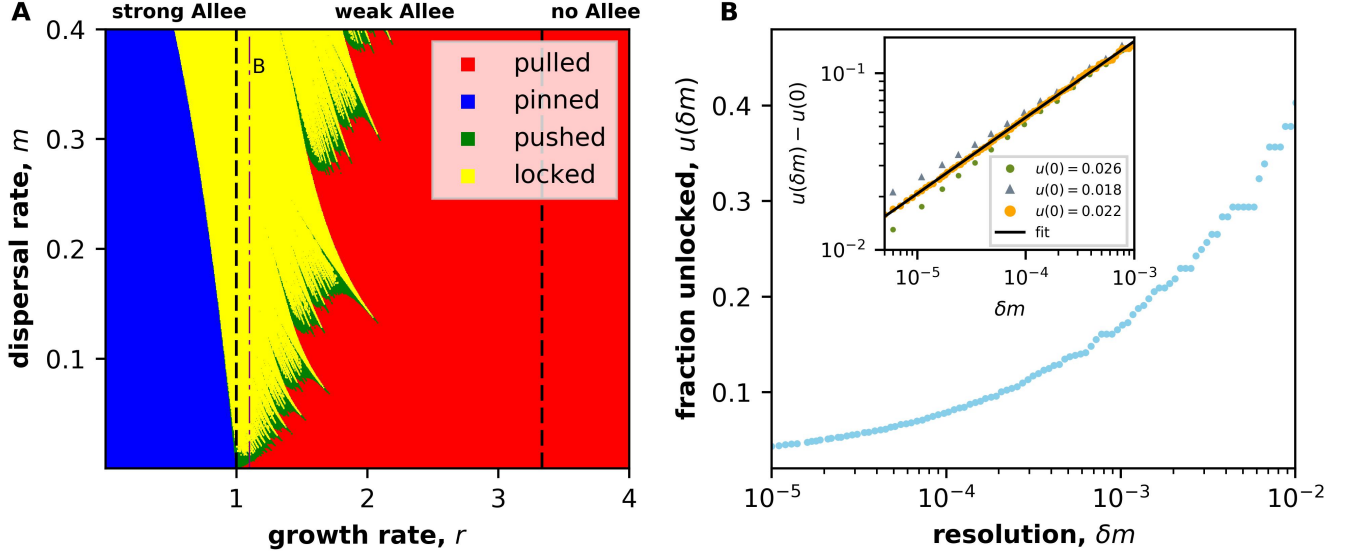 A
strong Allee
weak Allee
no Allee
0.4
0.3
0.2
0.1
dispersal rate, m
B
pulled
pinned
pushed
locked
1
2
3
4
growth rate, r
B
0.4
0.3
0.2
0.1
fraction unlocked, u(δm)
10⁻¹
10⁻²
u(δm) − u(0)
u(0) = 0.026
u(0) = 0.018
u(0) = 0.022
fit
10⁻⁵
10⁻⁴
10⁻³
δm
10⁻⁵
10⁻⁴
10⁻³
10⁻²
resolution, δm